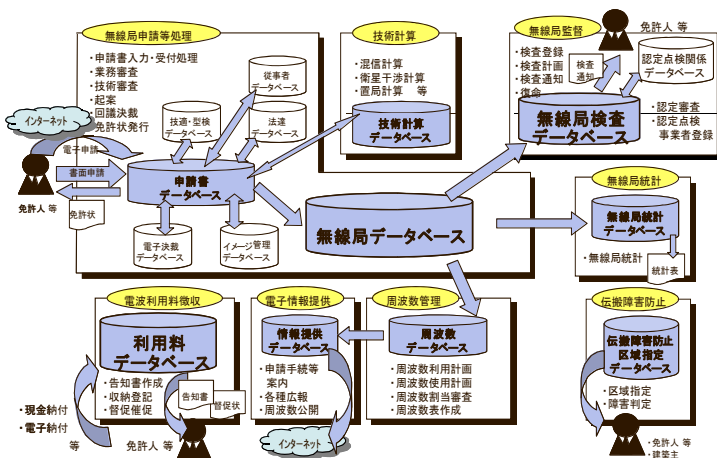 無線局申請等処理
・申請書入力・受付処理
・業務審査
・技術審査
・起案
・回議決裁
・免許状発行
従事者
データベース
技適・型検
データベース
法違
データベース
インターネット
電子申請
書面申請
免許人 等
免許状
申請書
データベース
電子決裁
データベース
イメージ管理
データベース
技術計算
・混信計算
・衛星干渉計算
・置局計算 等
技術計算
データベース
無線局監督
・検査登録
・検査計画
・検査通知
・復命
検査
通知
免許人 等
認定点検関係
データベース
無線局検査
データベース
・認定審査
・認定点検
事業者登録
無線局データベース
無線局統計
無線局統計
データベース
・無線局統計
統計表
電波利用料徴収
利用料
データベース
・告知書作成
・収納登記
・督促催促
告知書
督促状
・現金納付
・電子納付
等
免許人 等
電子情報提供
情報提供
データベース
・申請手続等
案内
・各種広報
・周波数公開
インターネット
周波数管理
周波数
データベース
・周波数利用計画
・周波数使用計画
・周波数割当審査
・周波数表作成
伝搬障害防止
伝搬障害防止
区域指定
データベース
・区域指定
・障害判定
・免許人 等
・建築主